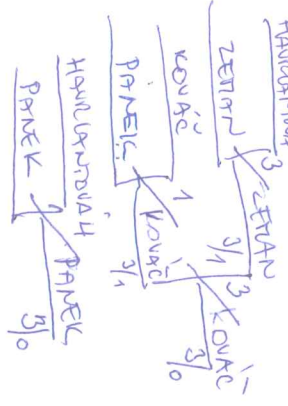 3 ZEMAN
ZEMAN 3/1 3 KOVÁČ
3/0
KOVÁČ 1
KOVÁČ
PANEK 3/1
HAVRLANTOVÁ
PANEK
PANEK 3/0